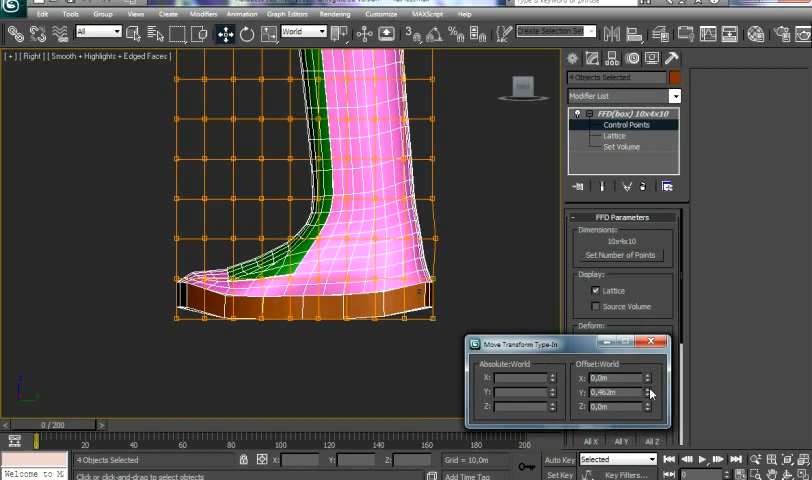 Edit Tools Group Views Create Modifiers Animation Graph Editors Rendering Customize MAXScript Help
All
World
Create Selection Set
[ + ] [ Right ] [ Smooth + Highlights + Edged Faces ]
4 Objects Selected
Modifier List
FFD(box) 10x4x10
Control Points
Lattice
Set Volume
FFD Parameters
Dimensions:
10x4x10
Set Number of Points
Display:
Lattice
Source Volume
Deform:
Move Transform Type-In
Absolute:World
Offset:World
X:
X: 0,0m
Y:
Y: 0,462m
Z:
Z: 0,0m
All X All Y All Z
0 / 200
0 20 40 60 80 100 120 140 160 180 200
4 Objects Selected X: Y: Z: Grid = 10,0m Auto Key Selected
Welcome to M Click or click-and-drag to select objects Add Time Tag Set Key Key Filters... 0